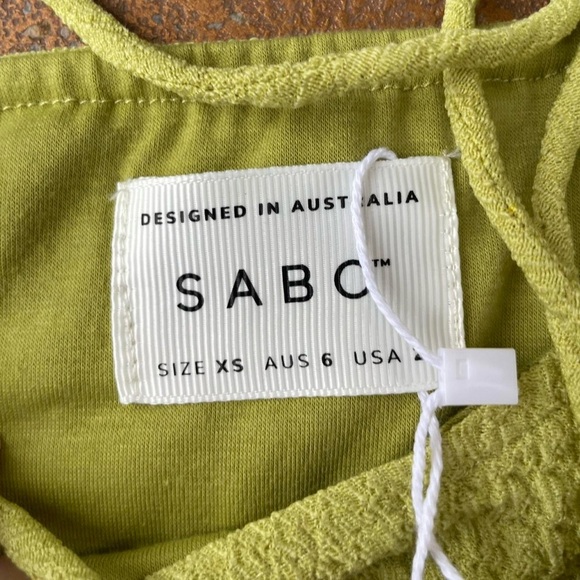 DESIGNED IN AUSTRALIA
SABO™
SIZE XS AUS 6 USA